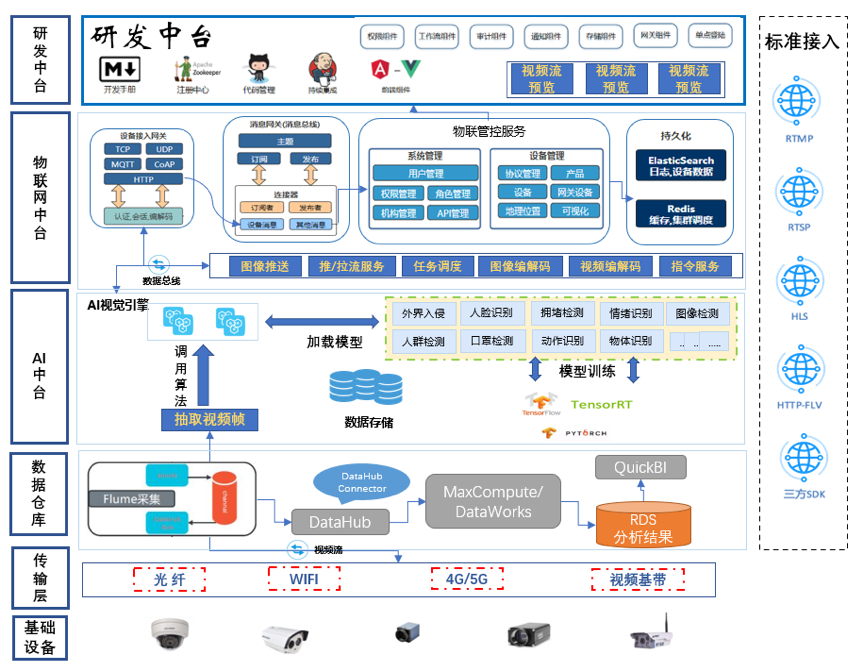 研发中台
研发中台
权限组件
工作流组件
审计组件
通知组件
存储组件
网关组件
单点登陆
M
开发手册
Apache
Zookeeper
注册中心
代码管理
持续集成
A
前端组件
视频流
预览
视频流
预览
视频流
预览
标准接入
RTMP
RTSP
HLS
HTTP-FLV
三方SDK
物联网中台
设备接入网关
TCP
UDP
MQTT
CoAP
HTTP
认证,会话,编解码
消息网关(消息总线)
主题
订阅
发布
连接器
订阅者
发布者
设备消息
其他消息
物联管控服务
系统管理
用户管理
权限管理
角色管理
机构管理
API管理
设备管理
协议管理
产品
设备
网关设备
地理位置
可视化
持久化
ElasticSearch
日志,设备数据
Redis
缓存,集群调度
数据总线
图像推送
推/拉流服务
任务调度
图像编解码
视频编解码
指令服务
AI中台
AI视觉引擎
调用算法
抽取视频帧
加载模型
外界入侵
人脸识别
拥堵检测
情绪识别
图像检测
人群检测
口罩检测
动作识别
物体识别
.. .. .....
模型训练
数据存储
TensorFlow
TensorRT
PYTORCH
数据仓库
Flume采集
channel
DataHub
Connector
DataHub
MaxCompute/
DataWorks
QuickBI
RDS
分析结果
视频流
传输层
光纤
WIFI
4G/5G
视频基带
基础
设备